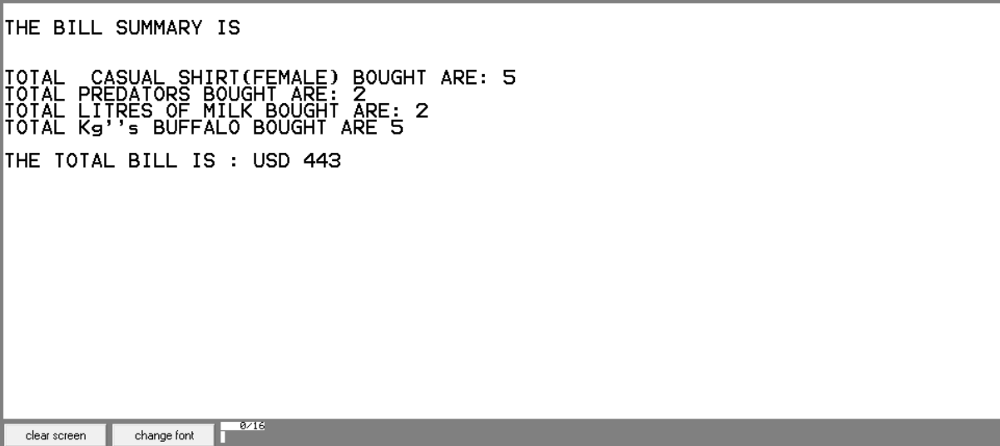 THE BILL SUMMARY IS
TOTAL  CASUAL SHIRT(FEMALE) BOUGHT ARE: 5
TOTAL PREDATORS BOUGHT ARE: 2
TOTAL LITRES OF MILK BOUGHT ARE: 2
TOTAL Kg''s BUFFALO BOUGHT ARE 5
THE TOTAL BILL IS : USD 443
clear screen
change font
0/16